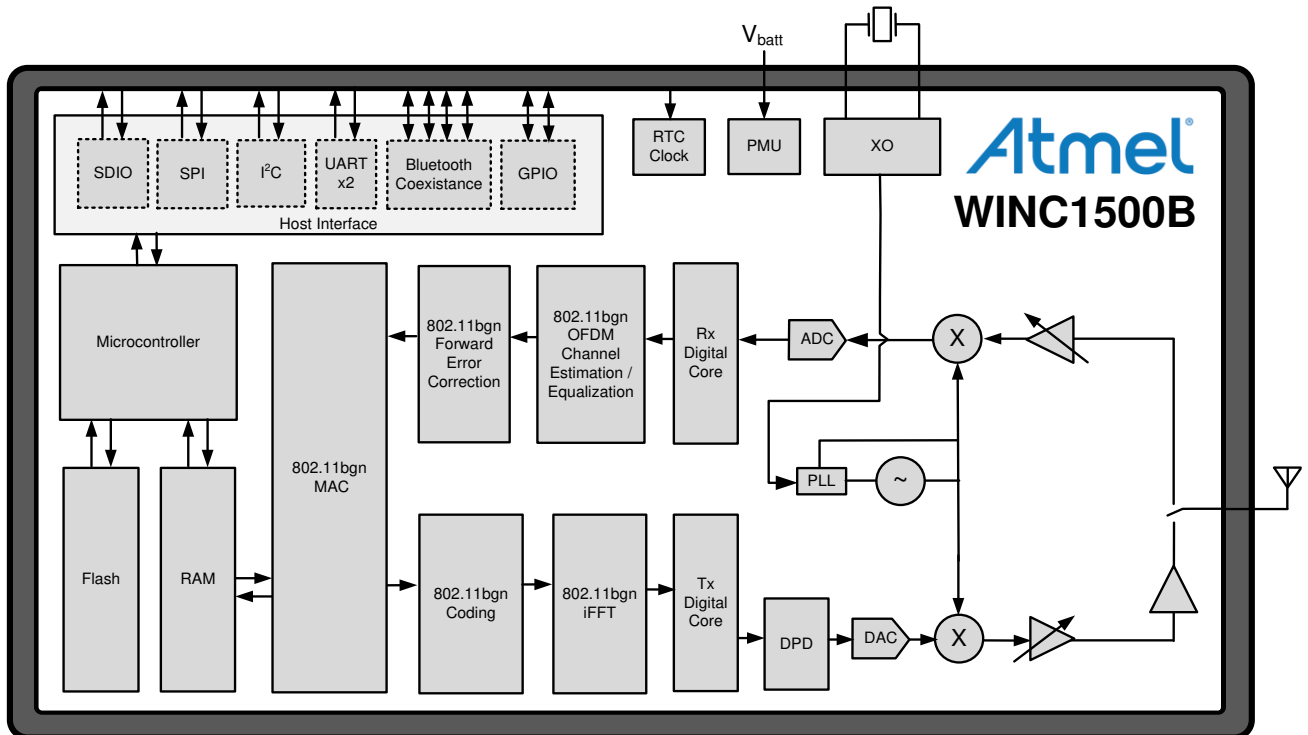 V_batt
SDIO
SPI
I²C
UART
x2
Bluetooth
Coexistance
GPIO
Host Interface
RTC
Clock
PMU
XO
Atmel®
WINC1500B
Microcontroller
802.11bgn
MAC
802.11bgn
Forward
Error
Correction
802.11bgn
OFDM
Channel
Estimation /
Equalization
Rx
Digital
Core
ADC
X
PLL
~
Flash
RAM
802.11bgn
Coding
802.11bgn
iFFT
Tx
Digital
Core
DPD
DAC
X